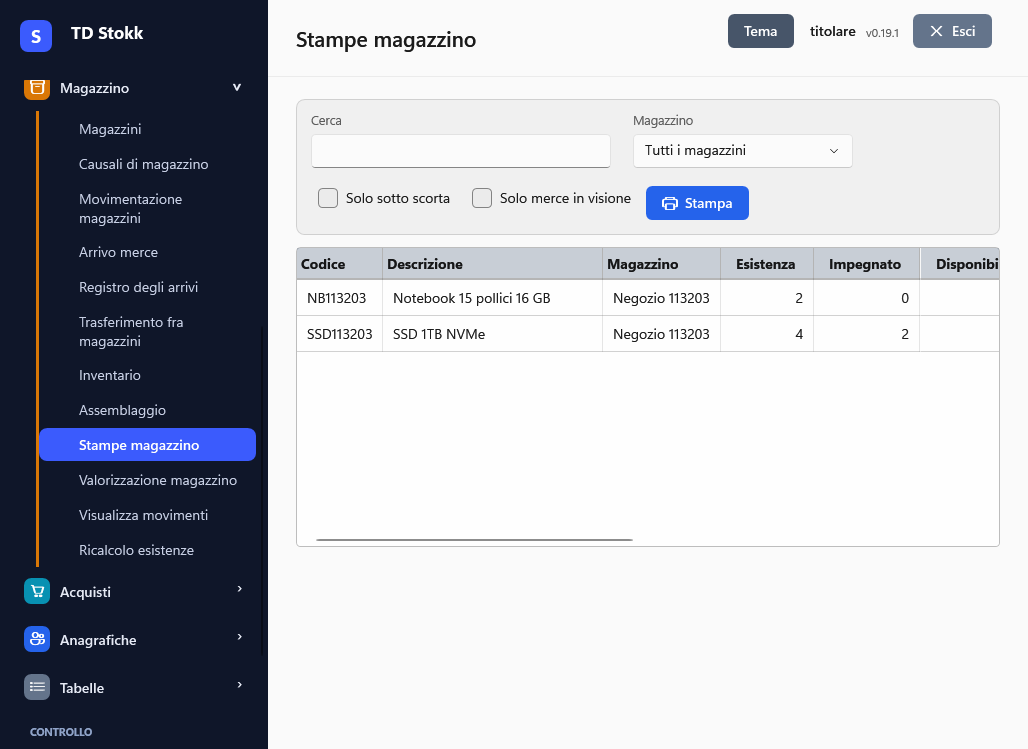 S
TD Stokk
Magazzino
Magazzini
Causali di magazzino
Movimentazione
magazzini
Arrivo merce
Registro degli arrivi
Trasferimento fra
magazzini
Inventario
Assemblaggio
Stampe magazzino
Valorizzazione magazzino
Visualizza movimenti
Ricalcolo esistenze
Acquisti
Anagrafiche
Tabelle
CONTROLLO
Stampe magazzino
Tema titolare v0.19.1 Esci
Cerca Magazzino
Tutti i magazzini
Solo sotto scorta Solo merce in visione Stampa
Codice Descrizione Magazzino Esistenza Impegnato Disponibi
NB113203 Notebook 15 pollici 16 GB Negozio 113203 2 0
SSD113203 SSD 1TB NVMe Negozio 113203 4 2